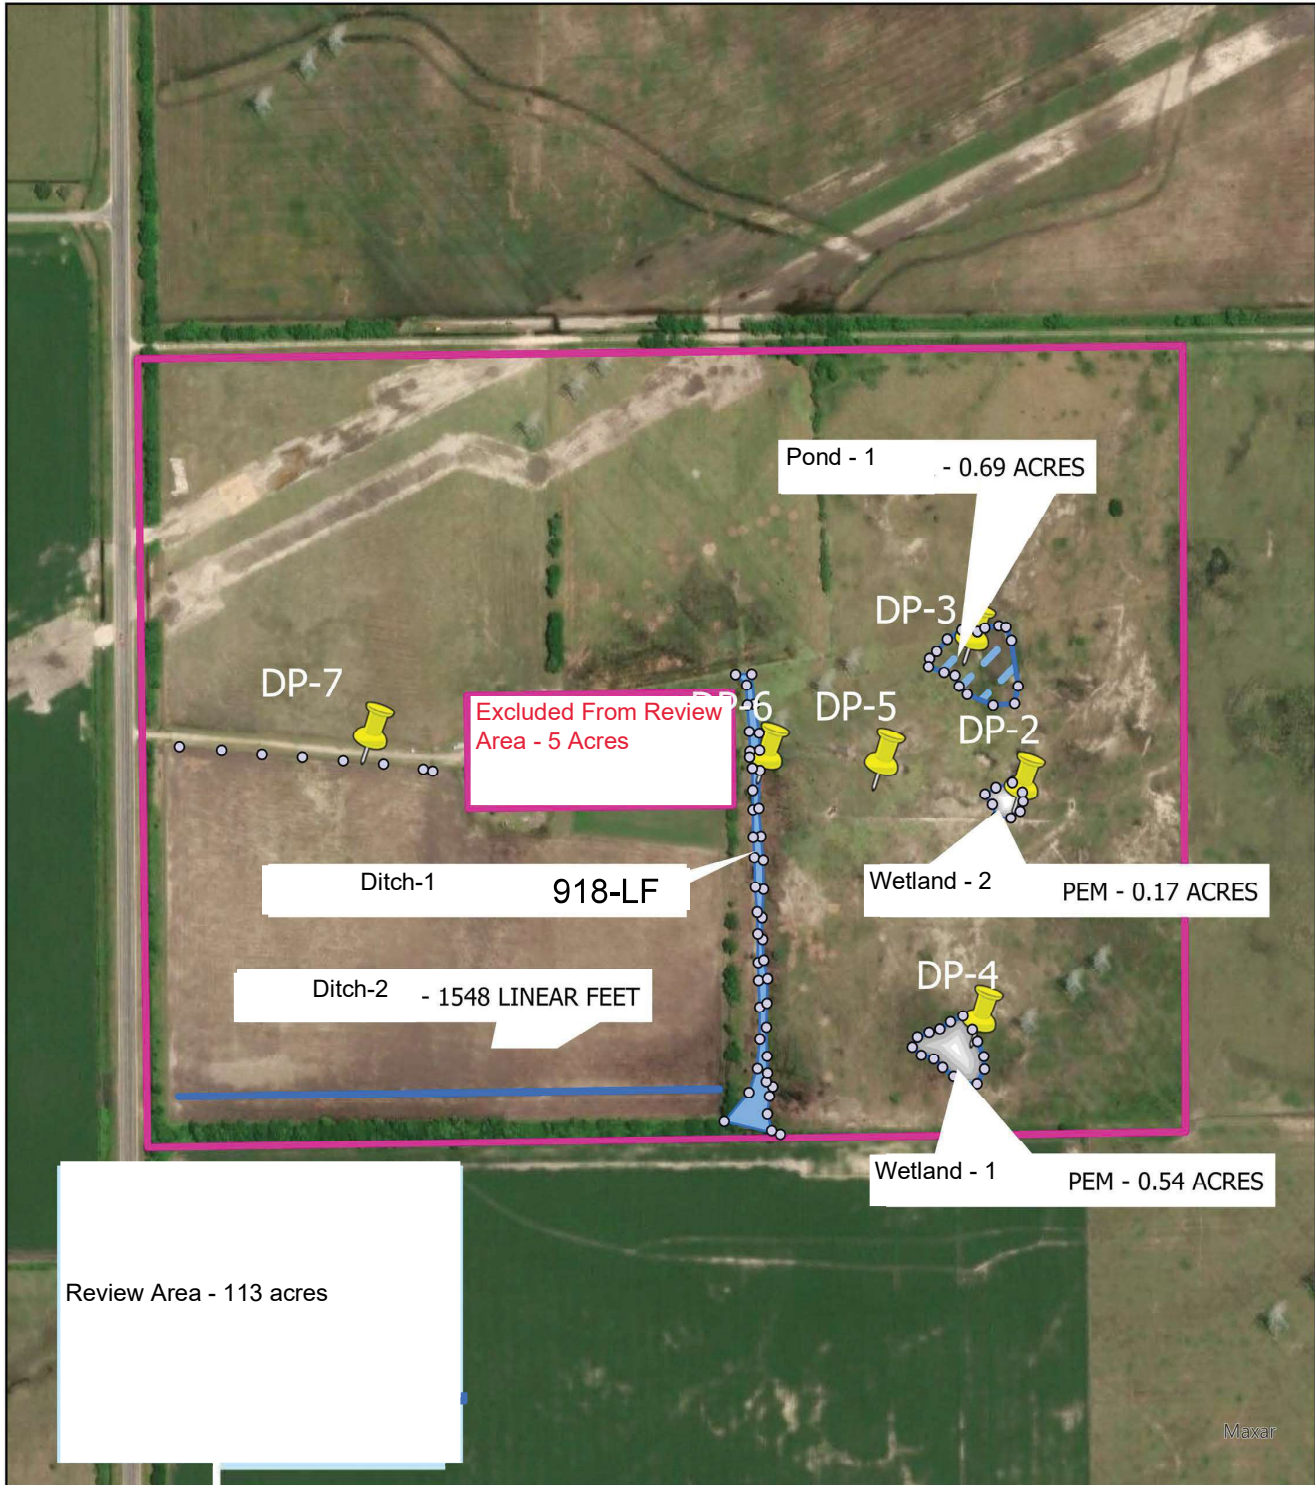 Pond - 1 - 0.69 ACRES
DP-3
DP-7
Excluded From Review
Area - 5 Acres
DP-6
DP-5
DP-2
Ditch-1 918-LF
Wetland - 2 PEM - 0.17 ACRES
Ditch-2 - 1548 LINEAR FEET
DP-4
Wetland - 1 PEM - 0.54 ACRES
Review Area - 113 acres
Maxar